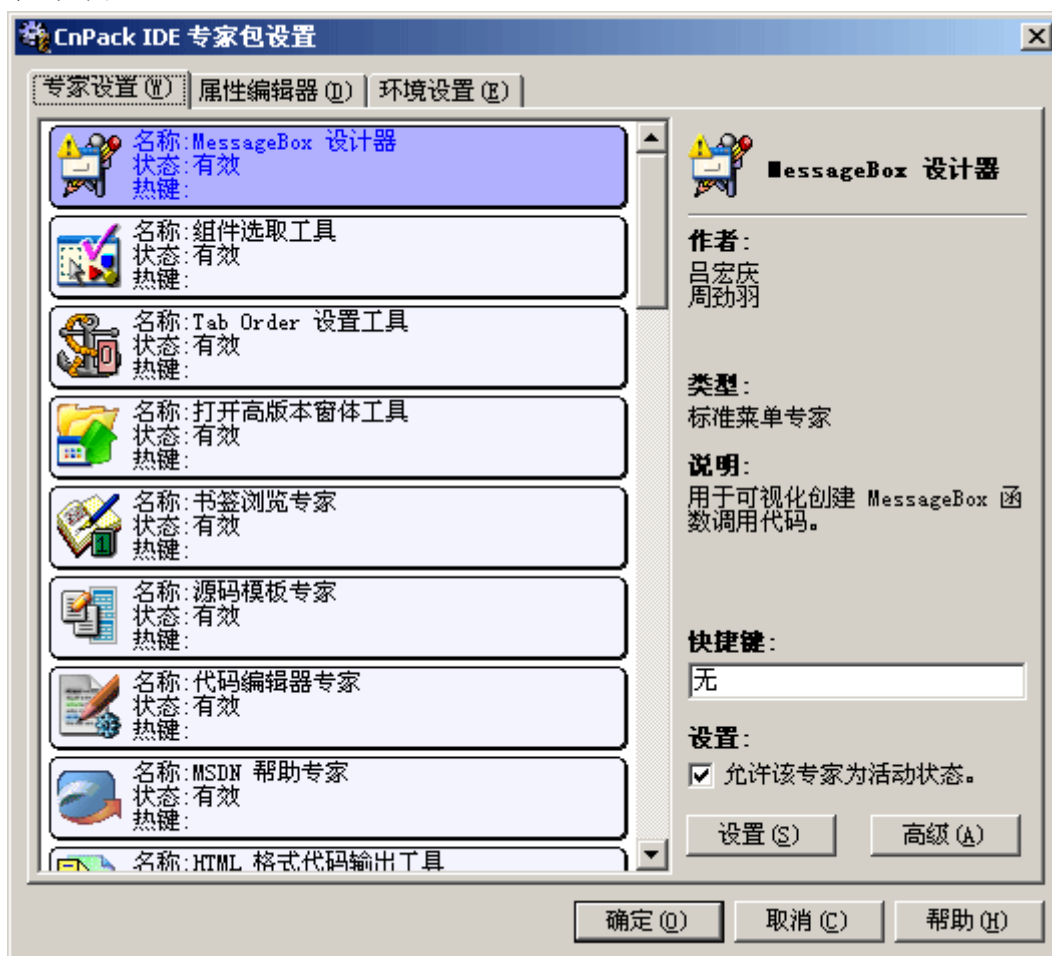 CnPack IDE 专家包设置
专家设置(W)
属性编辑器(D)
环境设置(E)
名称:MessageBox 设计器
状态:有效
热键:
名称:组件选取工具
状态:有效
热键:
名称:Tab Order 设置工具
状态:有效
热键:
名称:打开高版本窗体工具
状态:有效
热键:
名称:书签浏览专家
状态:有效
热键:
名称:源码模板专家
状态:有效
热键:
名称:代码编辑器专家
状态:有效
热键:
名称:MSDN 帮助专家
状态:有效
热键:
名称:HTML 格式代码输出工具
MessageBox 设计器
作者:
吕宏庆
周劲羽
类型:
标准菜单专家
说明:
用于可视化创建 MessageBox 函
数调用代码。
快捷键:
无
设置:
允许该专家为活动状态。
设置(S)
高级(A)
确定(O)
取消(C)
帮助(H)